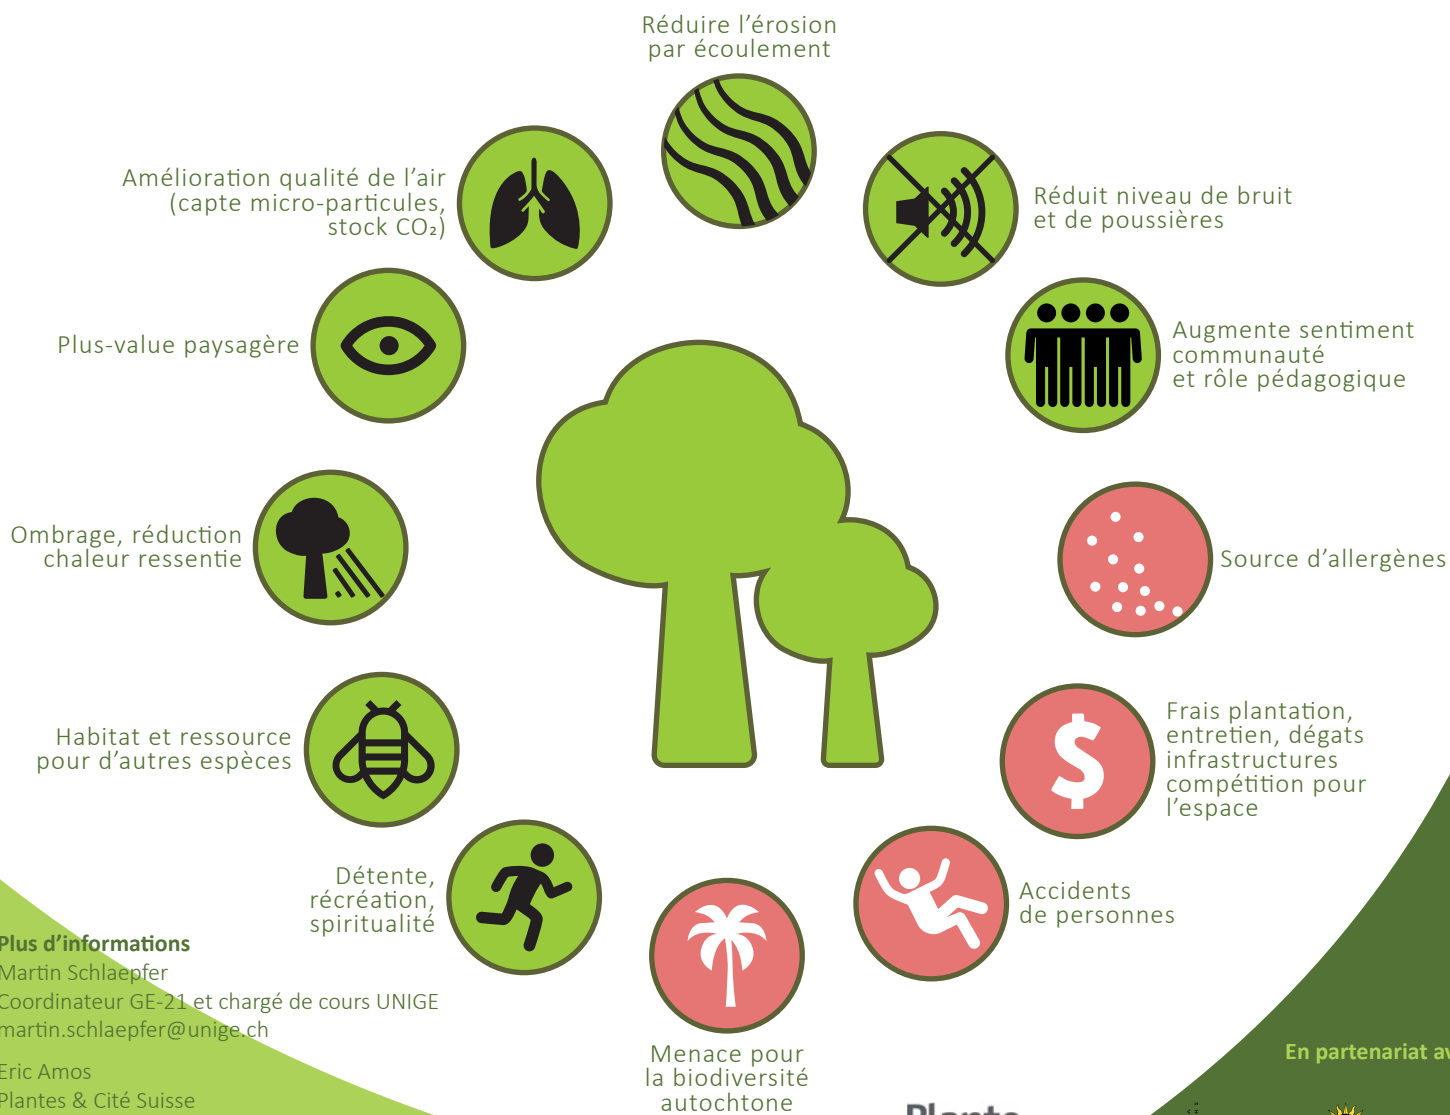 Réduire l’érosion
par écoulement
Amélioration qualité de l’air
(capte micro-particules,
stock CO₂)
Réduit niveau de bruit
et de poussières
Plus-value paysagère
Augmente sentiment
communauté
et rôle pédagogique
Ombrage, réduction
chaleur ressentie
Source d’allergènes
Habitat et ressource
pour d’autres espèces
Frais plantation,
entretien, dégats
infrastructures
compétition pour
l’espace
Détente,
récréation,
spiritualité
Accidents
de personnes
Menace pour
la biodiversité
autochtone
Plus d’informations
Martin Schlaepfer
Coordinateur GE-21 et chargé de cours UNIGE
martin.schlaepfer@unige.ch
Eric Amos
Plantes & Cité Suisse
En partenariat